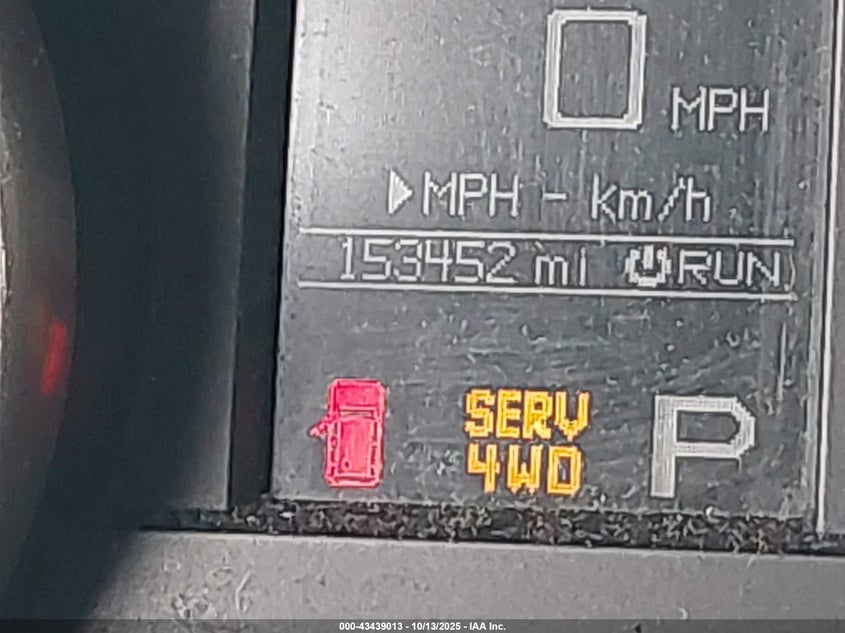 0 MPH
▶MPH - km/h
153452 mi RUN
SERV
4WD
P
000-43439013 - 10/13/2025 - IAA Inc.